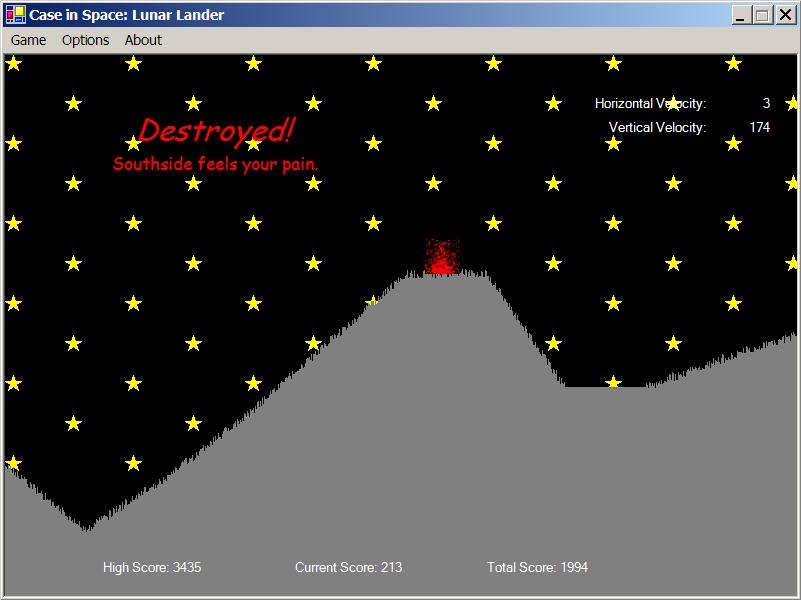 Case in Space: Lunar Lander
Game Options About
Horizontal Velocity: 3
Vertical Velocity: 174
Destroyed!
Southside feels your pain.
High Score: 3435 Current Score: 213 Total Score: 1994